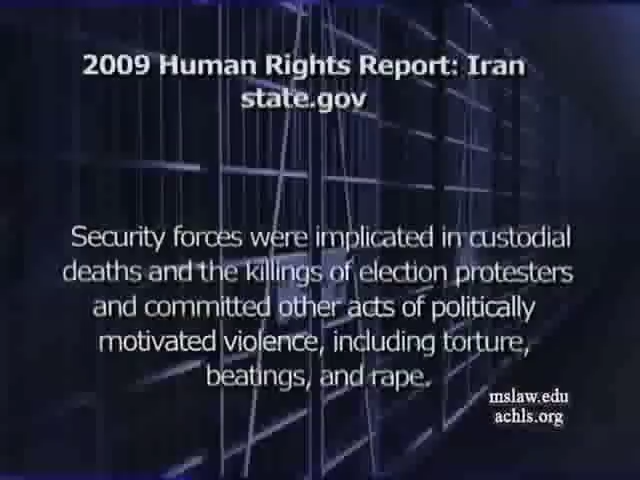 2009 Human Rights Report: Iran
state.gov
Security forces were implicated in custodial
deaths and the killings of election protesters
and committed other acts of politically
motivated violence, including torture,
beatings, and rape.
mslaw.edu
achls.org